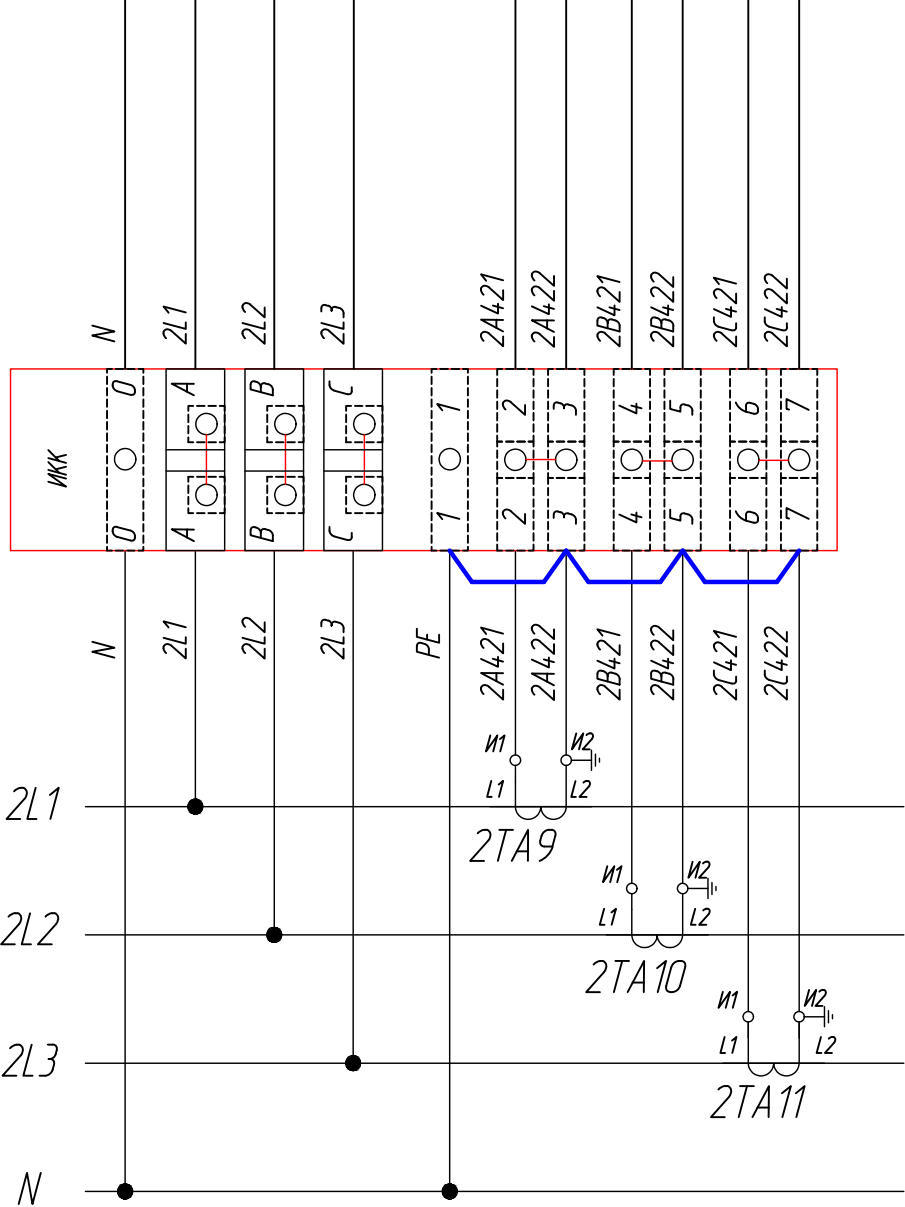 N 2L1 2L2 2L3 2A421 2A422 2B421 2B422 2C421 2C422
ИКК
0 A B C 1 2 3 4 5 6 7
0 A B C 1 2 3 4 5 6 7
N 2L1 2L2 2L3 PE 2A421 2A422 2B421 2B422 2C421 2C422
И1 И2
2L1 L1 L2
2TA9
И1 И2
2L2 L1 L2
2TA10
И1 И2
2L3 L1 L2
2TA11
N